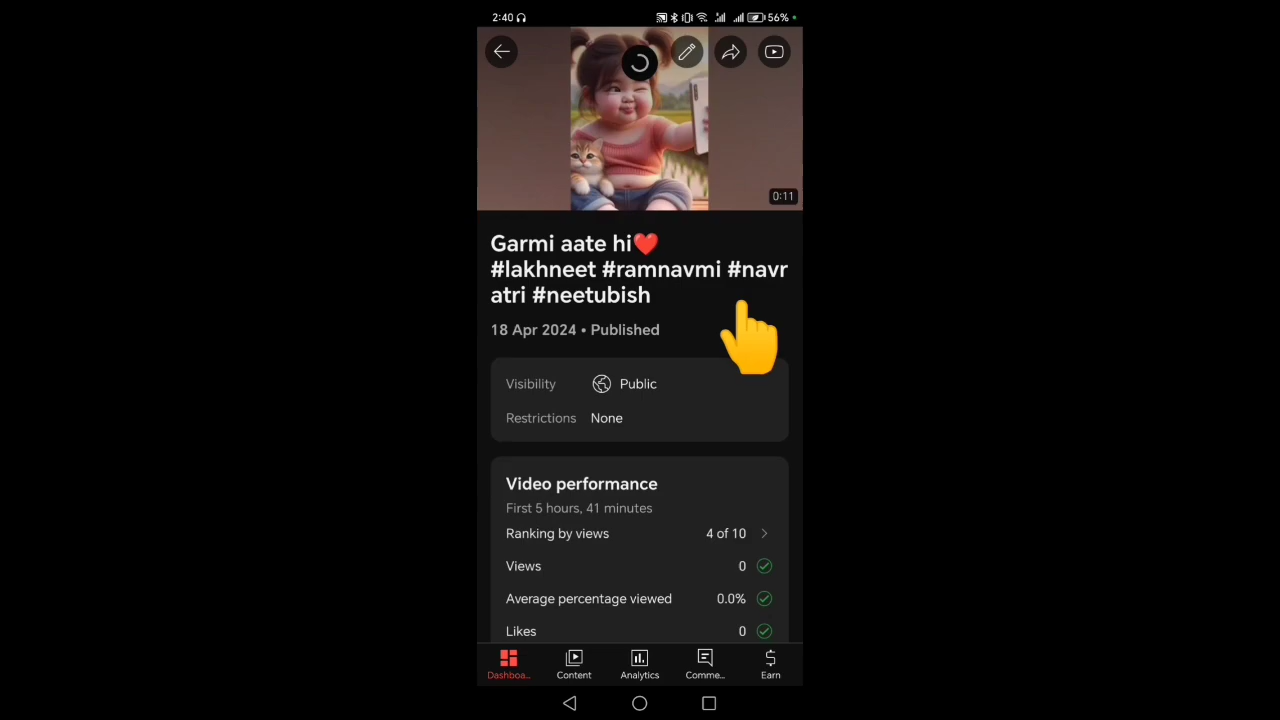 2:40
56%
0:11
Garmi aate hi❤️
#lakhneet #ramnavmi #navr
atri #neetubish
18 Apr 2024 • Published
Visibility Public
Restrictions None
Video performance
First 5 hours, 41 minutes
Ranking by views 4 of 10
Views 0
Average percentage viewed 0.0%
Likes 0
Dashboa... Content Analytics Comme... Earn